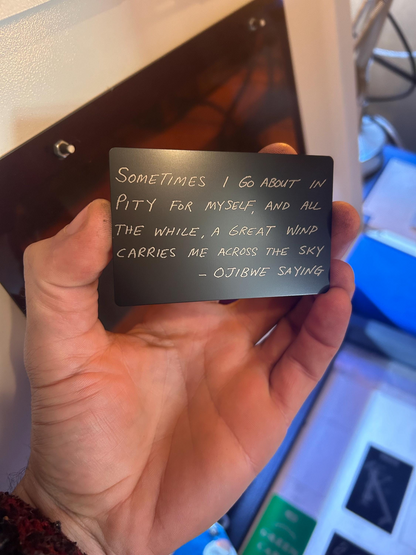 SOMETIMES I GO ABOUT IN
PITY FOR MYSELF, AND ALL
THE WHILE, A GREAT WIND
CARRIES ME ACROSS THE SKY
– OJIBWE SAYING